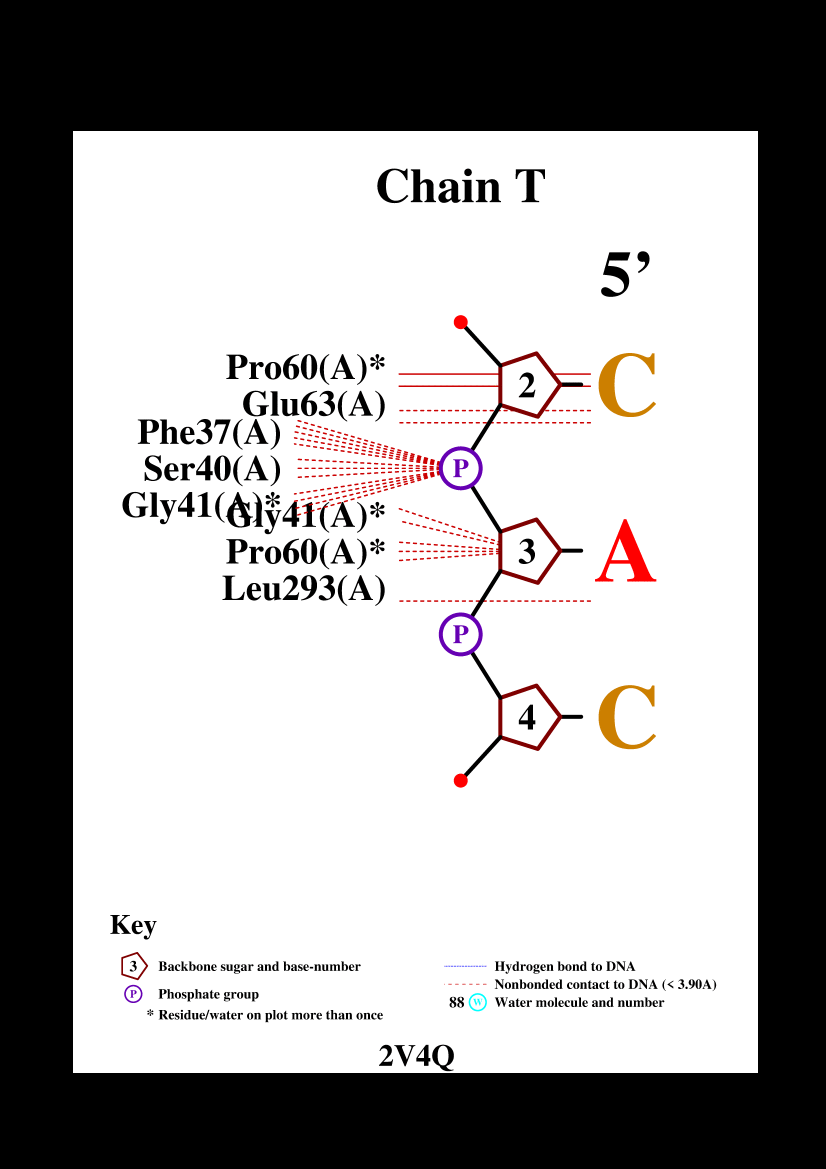 Chain T
5’
Pro60(A)*
2
C
Glu63(A)
Phe37(A)
Ser40(A)
P
Gly41(A)*
Gly41(A)*
Pro60(A)*
3
A
Leu293(A)
P
4
C
Key
3 Backbone sugar and base-number
P Phosphate group
* Residue/water on plot more than once
Hydrogen bond to DNA
Nonbonded contact to DNA (< 3.90A)
88 W Water molecule and number
2V4Q